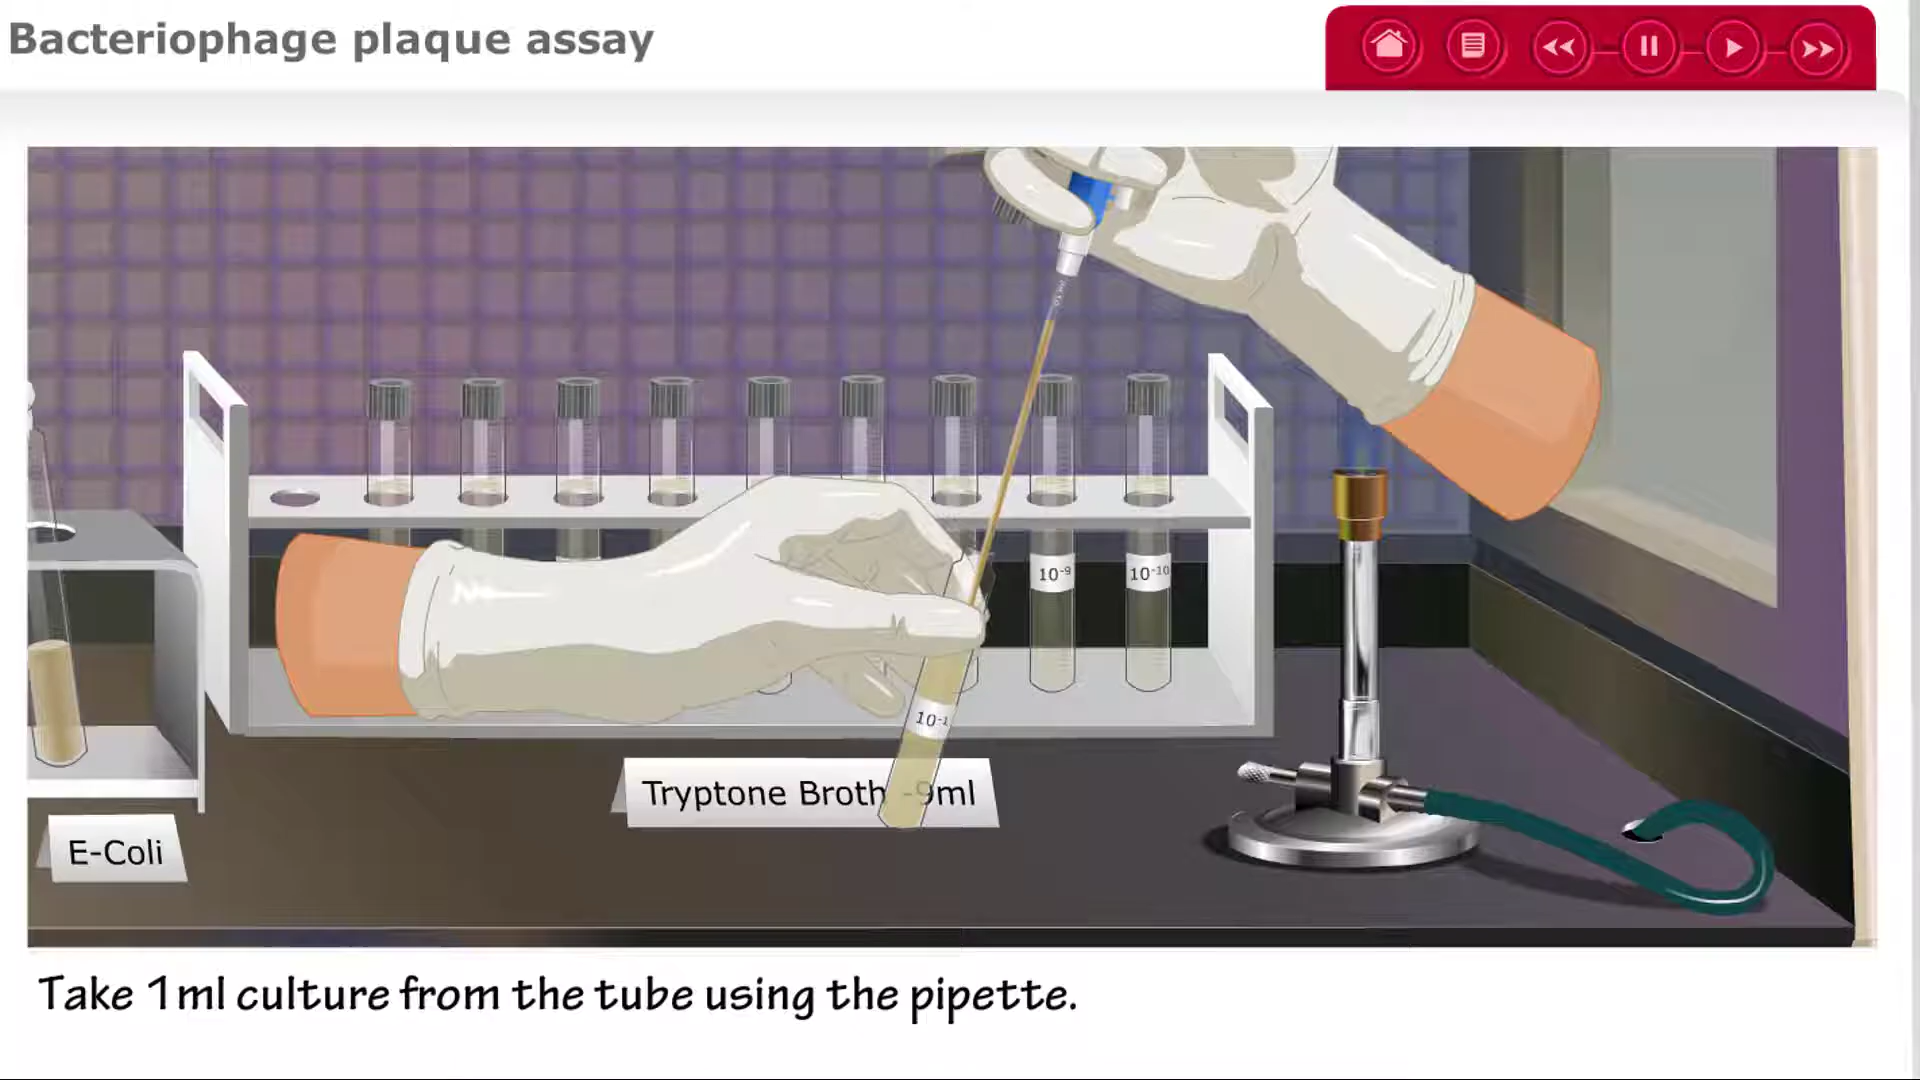 Bacteriophage plaque assay
10-9
10-10
10-1
Tryptone Broth -9ml
E-Coli
Take 1ml culture from the tube using the pipette.